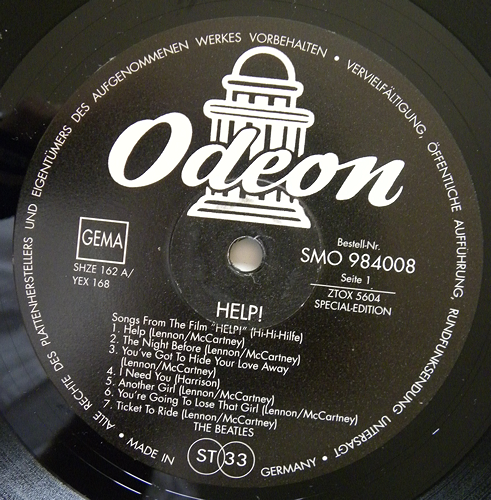 ALLE RECHTE DES PLATTENHERSTELLERS UND EIGENTÜMERS DES AUFGENOMMENEN WERKES VORBEHALTEN • VERVIELFÄLTIGUNG, ÖFFENTLICHE AUFFÜHRUNG, RUNDFUNKSENDUNG UNTERSAGT •
Odeon
GEMA
SHZE 162 A/
YEX 168
Bestell-Nr.
SMO 984008
Seite 1
ZTOX 5604
SPECIAL-EDITION
HELP!
Songs From The Film "HELP!" (Hi-Hi-Hilfe)
1. Help (Lennon/McCartney)
2. The Night Before (Lennon/McCartney)
3. You've Got To Hide Your Love Away
(Lennon/McCartney)
4. I Need You (Harrison)
5. Another Girl (Lennon/McCartney)
6. You're Going To Lose That Girl (Lennon/McCartney)
7. Ticket To Ride (Lennon/McCartney)
THE BEATLES
• MADE IN
ST 33
GERMANY •